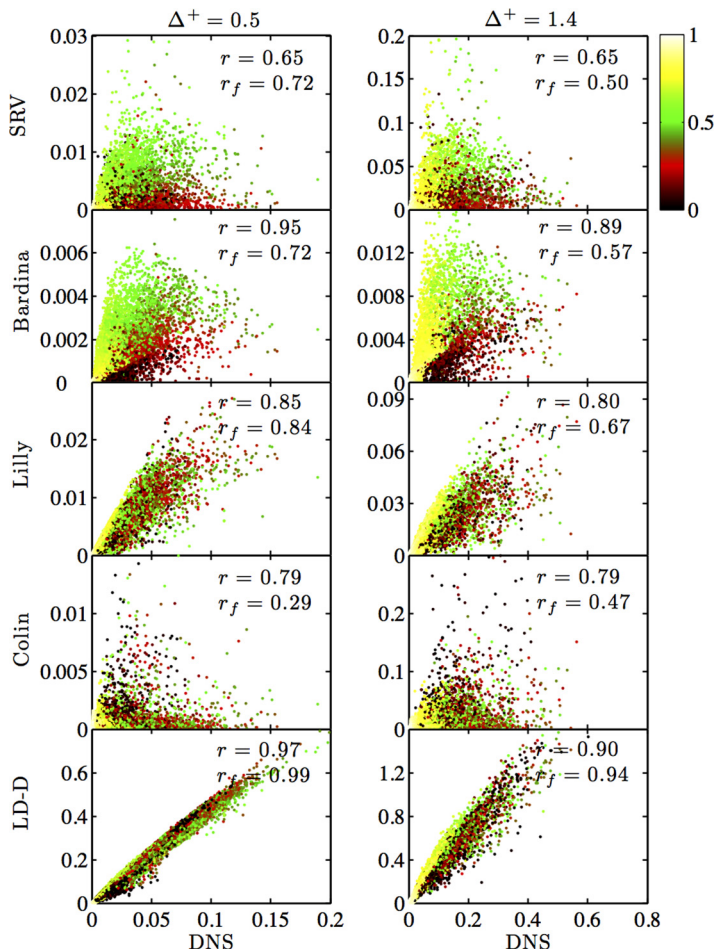 Δ⁺ = 0.5
Δ⁺ = 1.4
SRV
0.03
0.02
0.01
0
r = 0.65
r_f = 0.72
0.2
0.15
0.1
0.05
0
r = 0.65
r_f = 0.50
1
0.5
0
Bardina
0.006
0.004
0.002
0
r = 0.95
r_f = 0.72
0.012
0.008
0.004
0
r = 0.89
r_f = 0.57
Lilly
0.02
0.01
0
r = 0.85
r_f = 0.84
0.09
0.06
0.03
0
r = 0.80
r_f = 0.67
Colin
0.01
0.005
0
r = 0.79
r_f = 0.29
0.2
0.1
0
r = 0.79
r_f = 0.47
LD-D
0.6
0.4
0.2
0
r = 0.97
r_f = 0.99
1.2
0.8
0.4
0
r = 0.90
r_f = 0.94
0 0.05 0.1 0.15 0.2
0 0.2 0.4 0.6 0.8
DNS
DNS